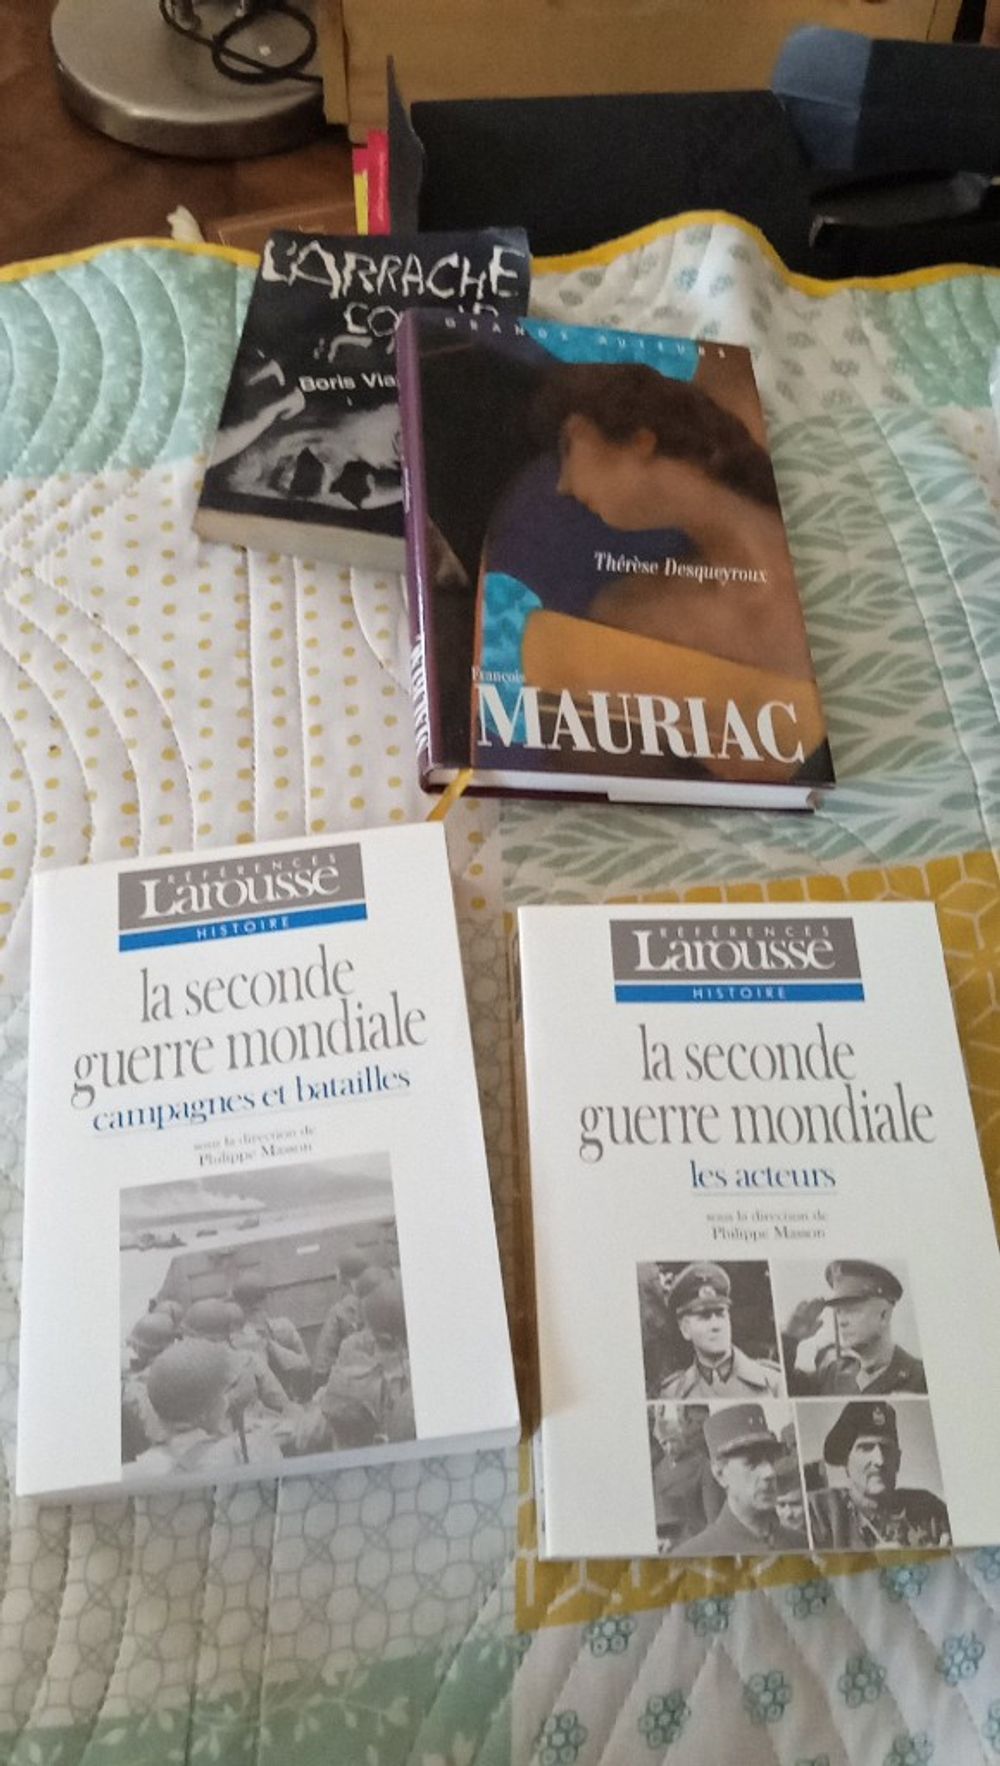 L'ARRACHE
Boris
GRANDS AUTEURS
Thérèse Desqueyroux
François
MAURIAC
RÉFÉRENCES
Larousse
HISTOIRE
la seconde
guerre mondiale
campagnes et batailles
sous la direction de
Philippe Masson
RÉFÉRENCES
Larousse
HISTOIRE
la seconde
guerre mondiale
les acteurs
sous la direction de
Philippe Masson